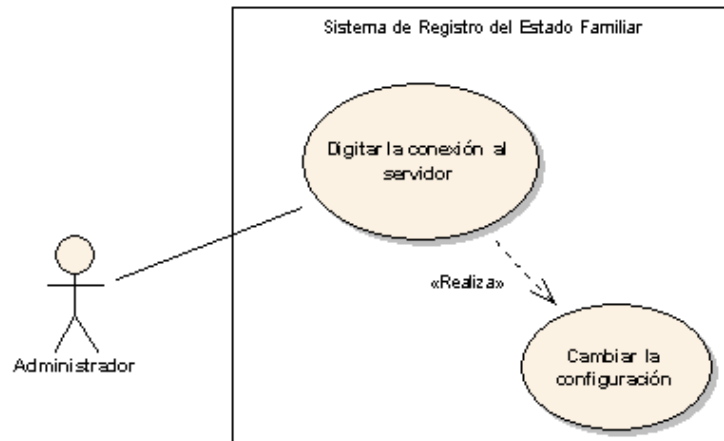 Sistema de Registro del Estado Familiar
Digitar la conexión al
servidor
«Realiza»
Administrador
Cambiar la
configuración